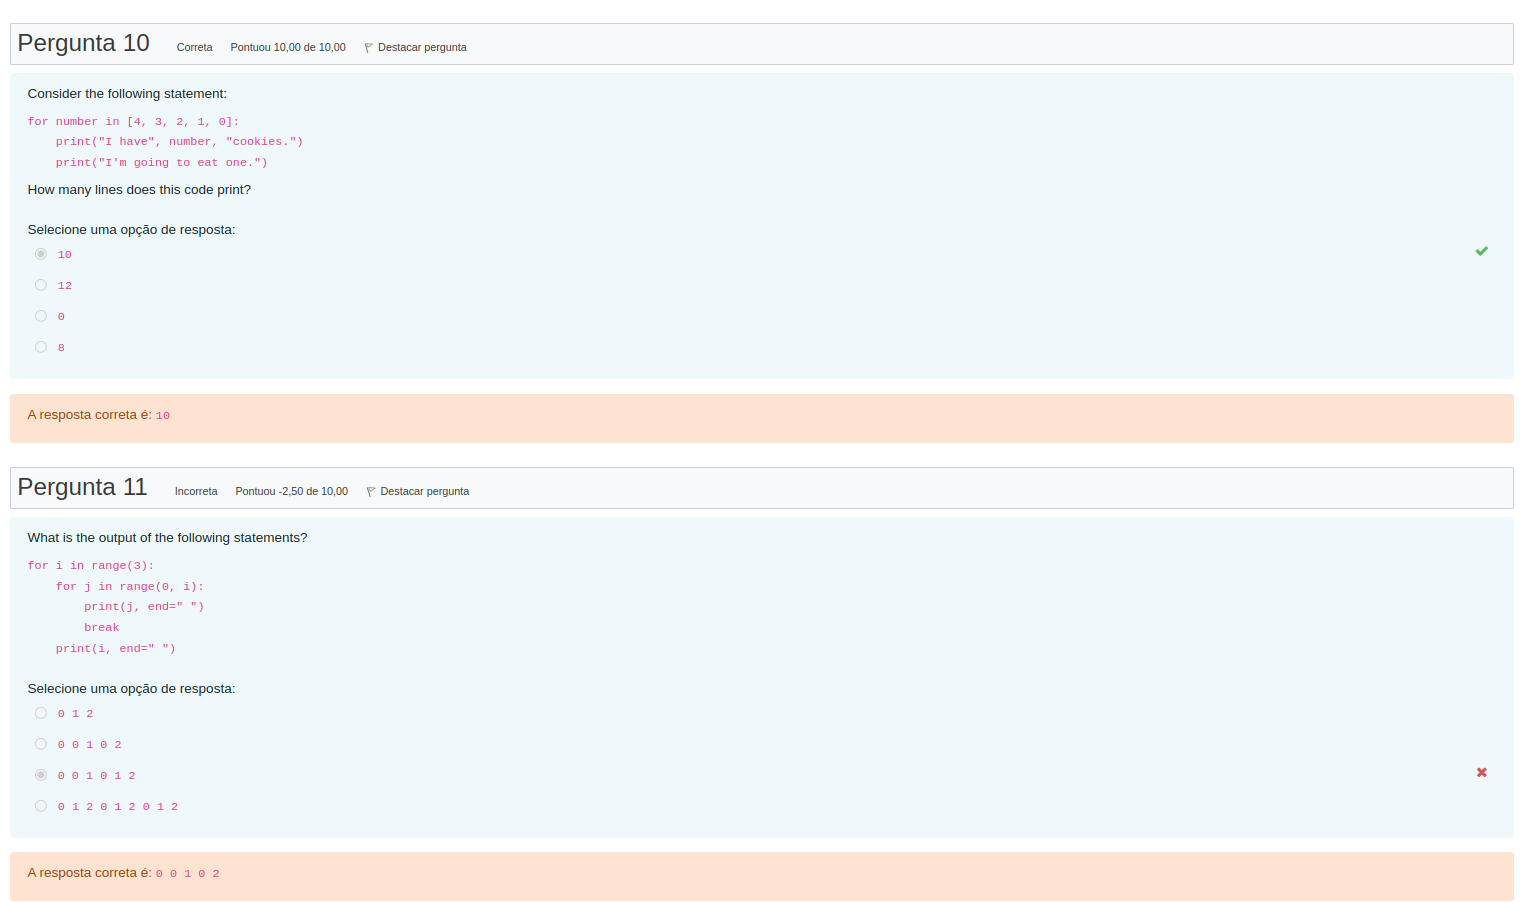 Pergunta 10 Correta Pontuou 10,00 de 10,00 Destacar pergunta
Consider the following statement:
for number in [4, 3, 2, 1, 0]:
    print("I have", number, "cookies.")
    print("I'm going to eat one.")
How many lines does this code print?
Selecione uma opção de resposta:
10
12
0
8
A resposta correta é: 10
Pergunta 11 Incorreta Pontuou -2,50 de 10,00 Destacar pergunta
What is the output of the following statements?
for i in range(3):
    for j in range(0, i):
        print(j, end=" ")
        break
    print(i, end=" ")
Selecione uma opção de resposta:
0 1 2
0 0 1 0 2
0 0 1 0 1 2
0 1 2 0 1 2 0 1 2
A resposta correta é: 0 0 1 0 2